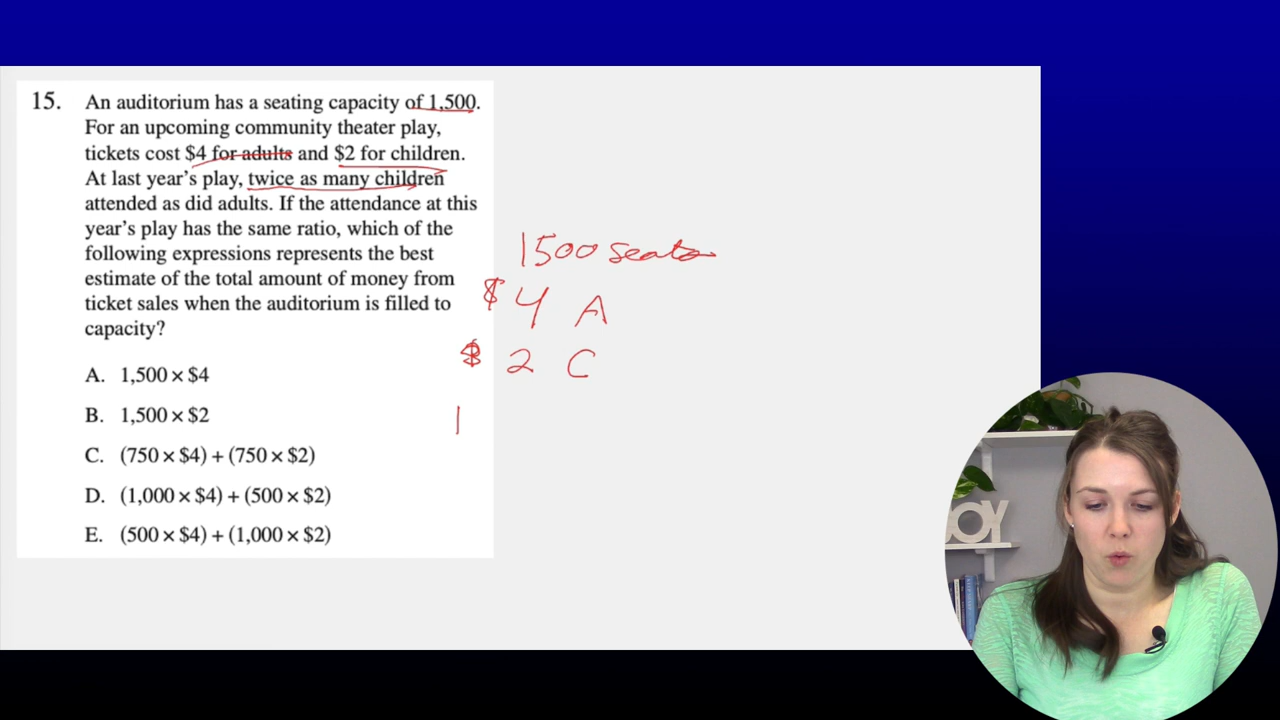 15. An auditorium has a seating capacity of 1,500.
For an upcoming community theater play,
tickets cost $4 for adults and $2 for children.
At last year's play, twice as many children
attended as did adults. If the attendance at this
year's play has the same ratio, which of the
following expressions represents the best
estimate of the total amount of money from
ticket sales when the auditorium is filled to
capacity?
A. 1,500 × $4
B. 1,500 × $2
C. (750 × $4) + (750 × $2)
D. (1,000 × $4) + (500 × $2)
E. (500 × $4) + (1,000 × $2)
1500 seats
$4 A
$2 C
1
OY